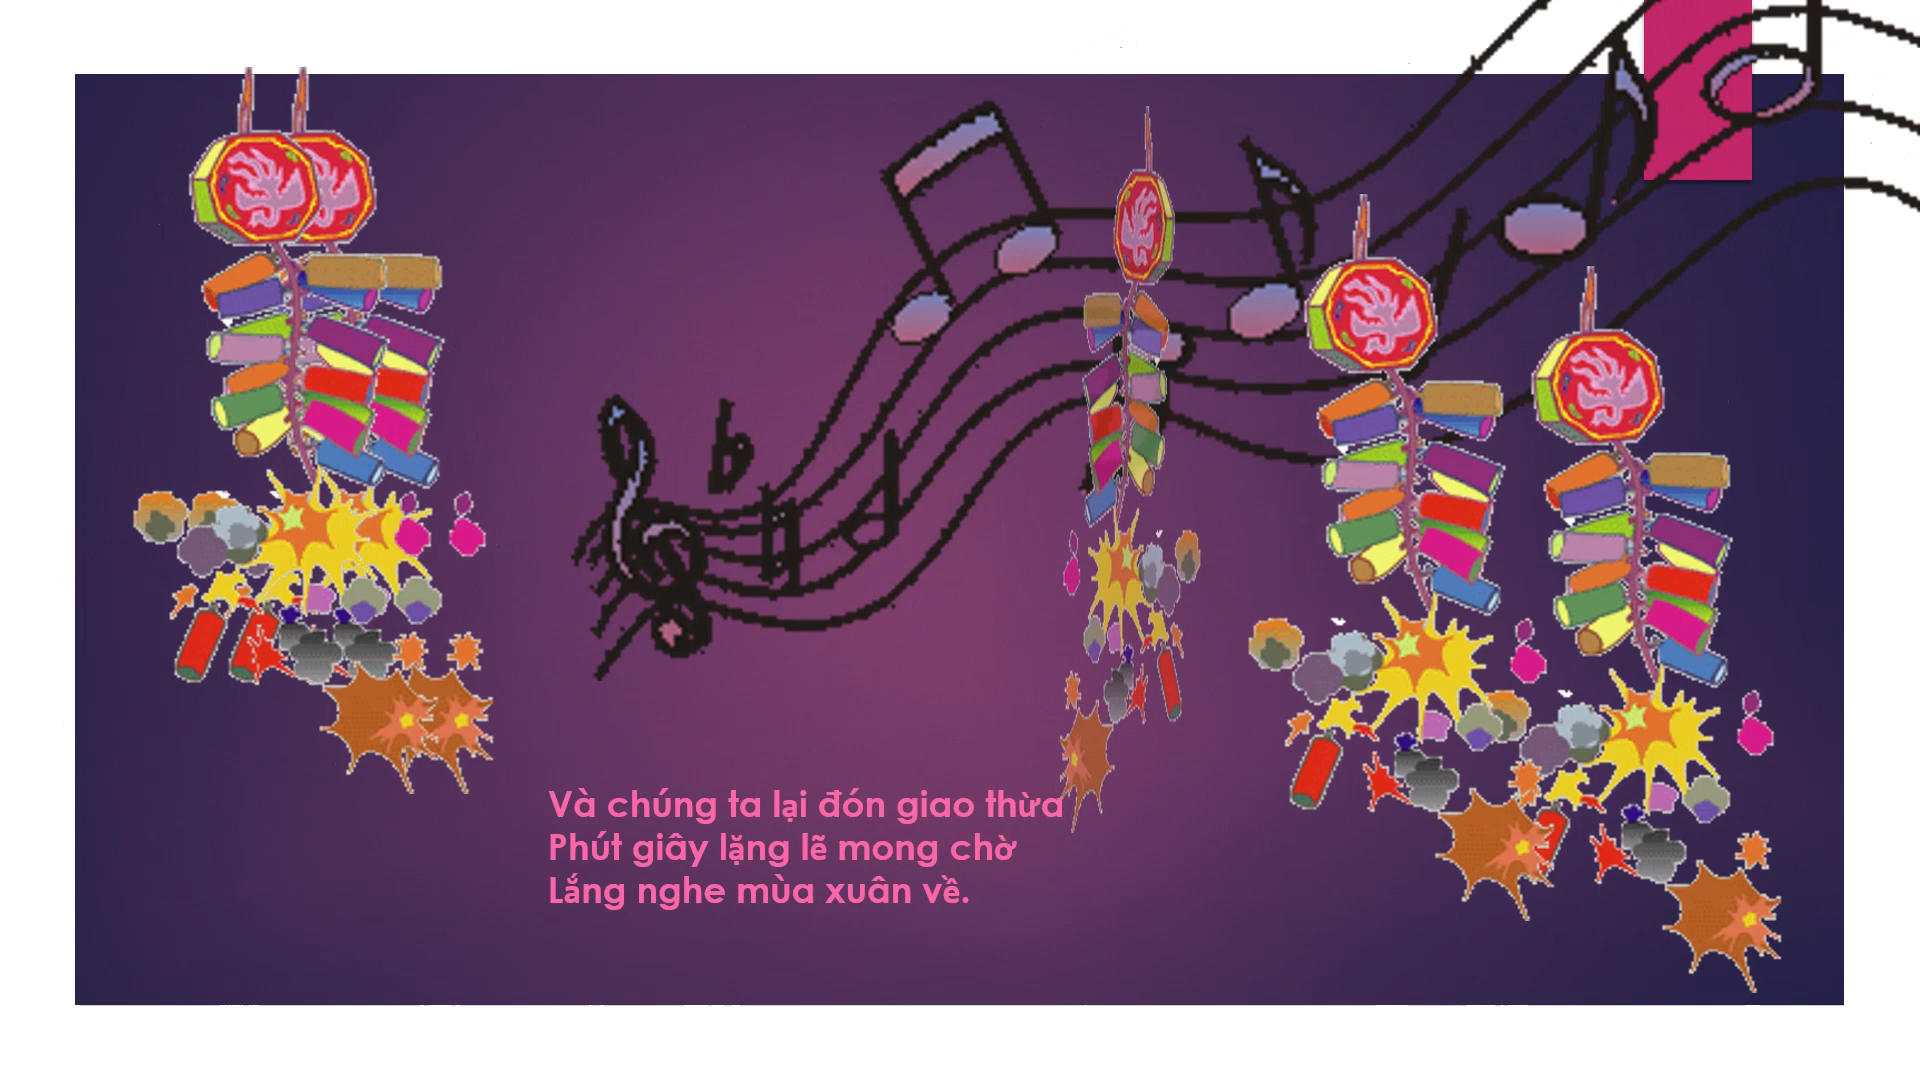 Và chúng ta lại đón giao thừa
Phút giây lặng lẽ mong chờ
Lắng nghe mùa xuân về.